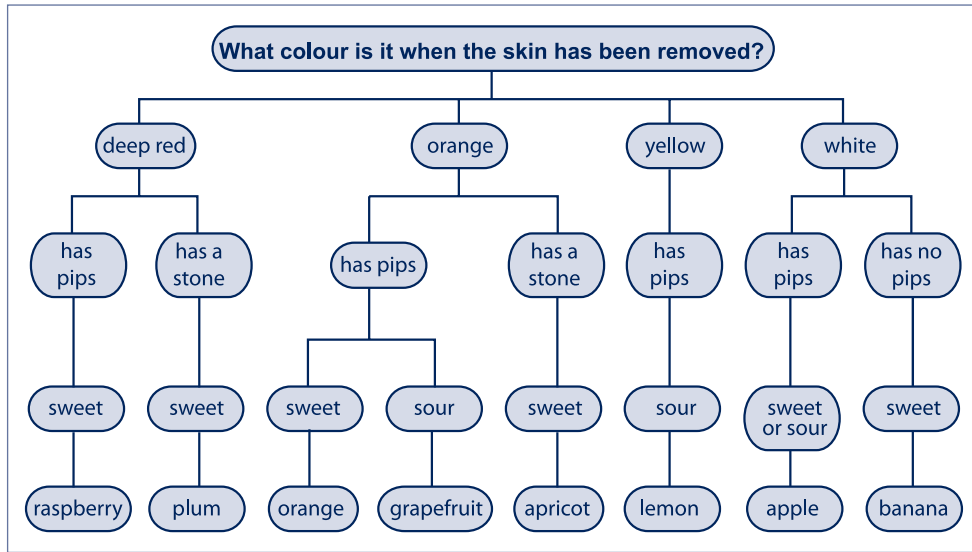 What colour is it when the skin has been removed?
deep red
orange
yellow
white
has
pips
has a
stone
has pips
has a
stone
has
pips
has
pips
has no
pips
sweet
sweet
sweet
sour
sweet
sour
sweet
or sour
sweet
raspberry
plum
orange
grapefruit
apricot
lemon
apple
banana